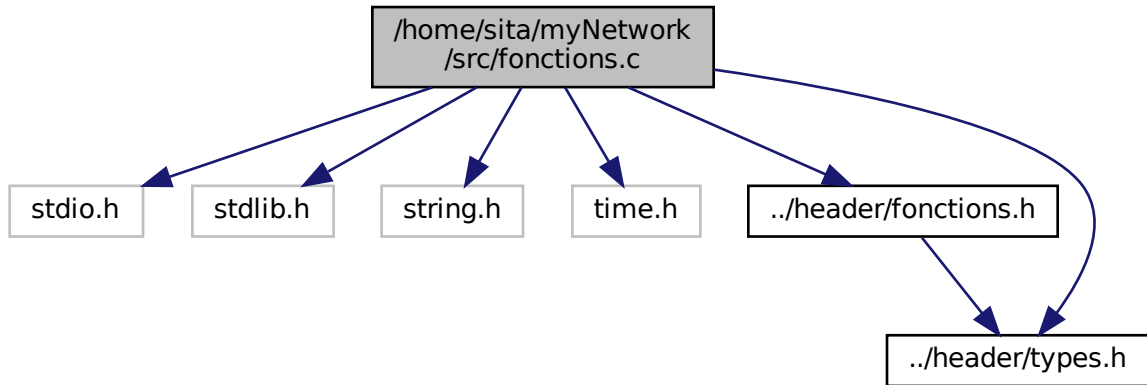 /home/sita/myNetwork
/src/fonctions.c
stdio.h
stdlib.h
string.h
time.h
../header/fonctions.h
../header/types.h